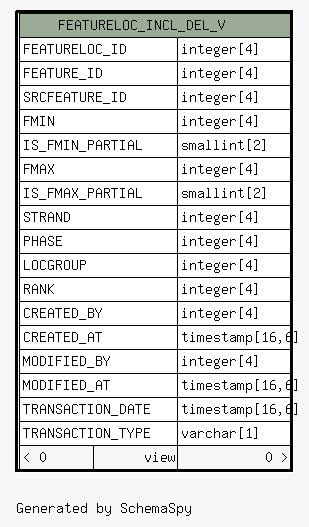 FEATURELOC_INCL_DEL_V
FEATURELOC_ID integer[4]
FEATURE_ID integer[4]
SRCFEATURE_ID integer[4]
FMIN integer[4]
IS_FMIN_PARTIAL smallint[2]
FMAX integer[4]
IS_FMAX_PARTIAL smallint[2]
STRAND integer[4]
PHASE integer[4]
LOCGROUP integer[4]
RANK integer[4]
CREATED_BY integer[4]
CREATED_AT timestamp[16,6]
MODIFIED_BY integer[4]
MODIFIED_AT timestamp[16,6]
TRANSACTION_DATE timestamp[16,6]
TRANSACTION_TYPE varchar[1]
< 0 view 0 >
Generated by SchemaSpy